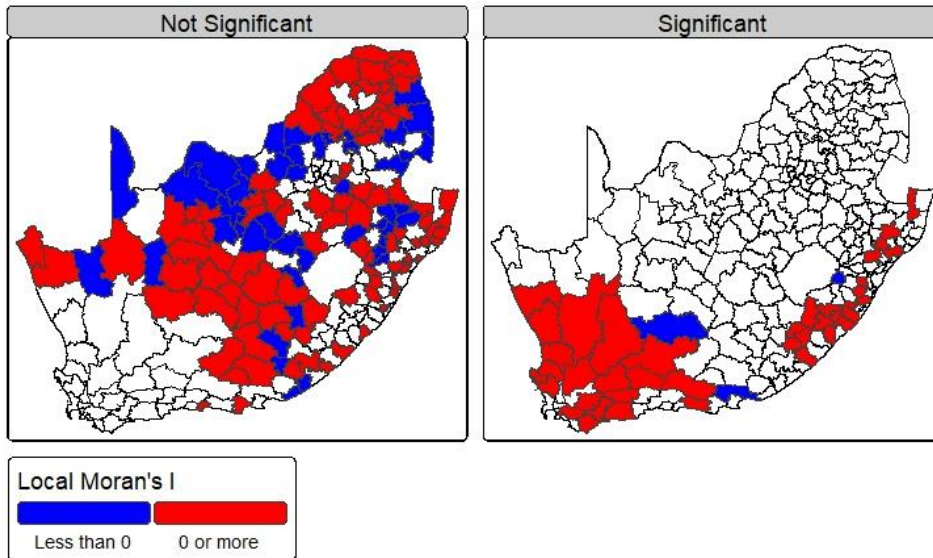 Not Significant
Significant
Local Moran's I
Less than 0
0 or more